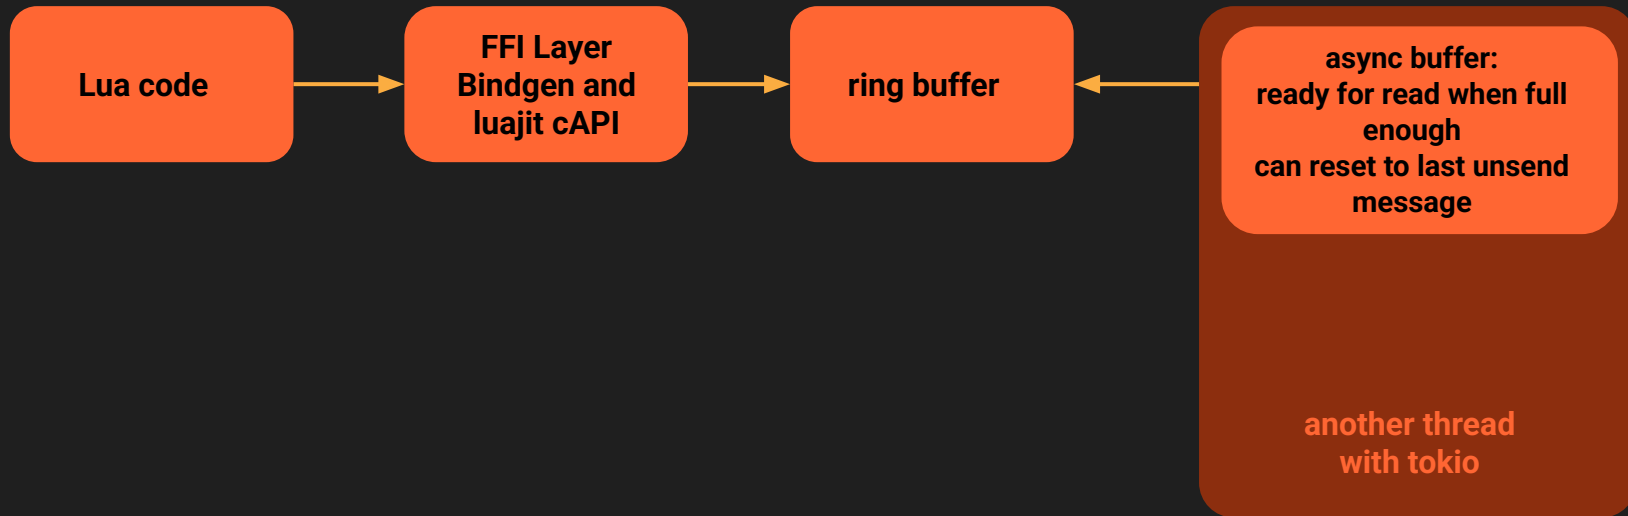 Lua code
FFI Layer
Bindgen and
luajit cAPI
ring buffer
async buffer:
ready for read when full
enough
can reset to last unsend
message
another thread
with tokio